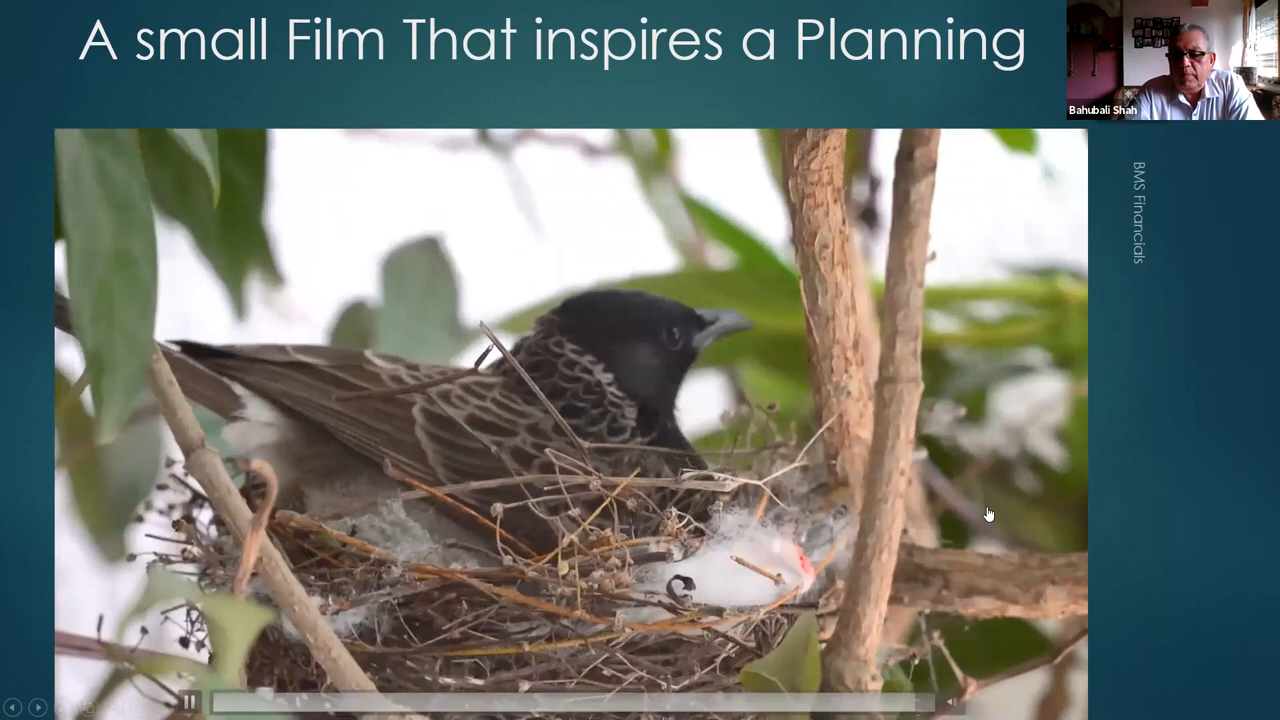 A small Film That inspires a Planning
Bahubali Shah
BMS Financials